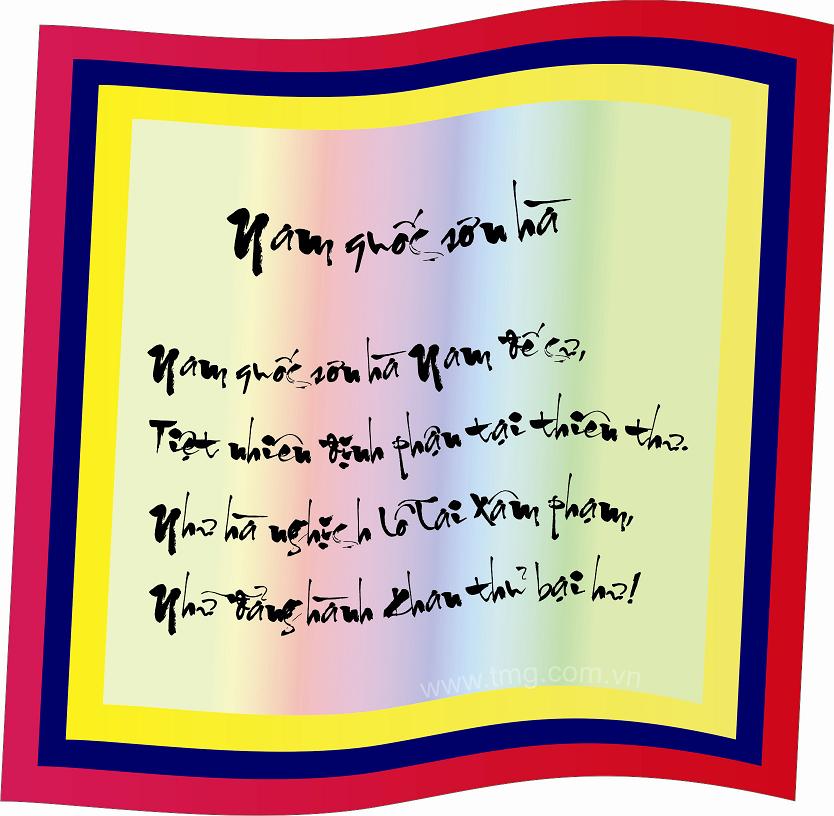 Nam quốc sơn hà
Nam quốc sơn hà Nam đế cư,
Tiệt nhiên định phận tại thiên thư.
Như hà nghịch lỗ lai xâm phạm,
Nhữ đẳng hành khan thủ bại hư!
www.tmg.com.vn